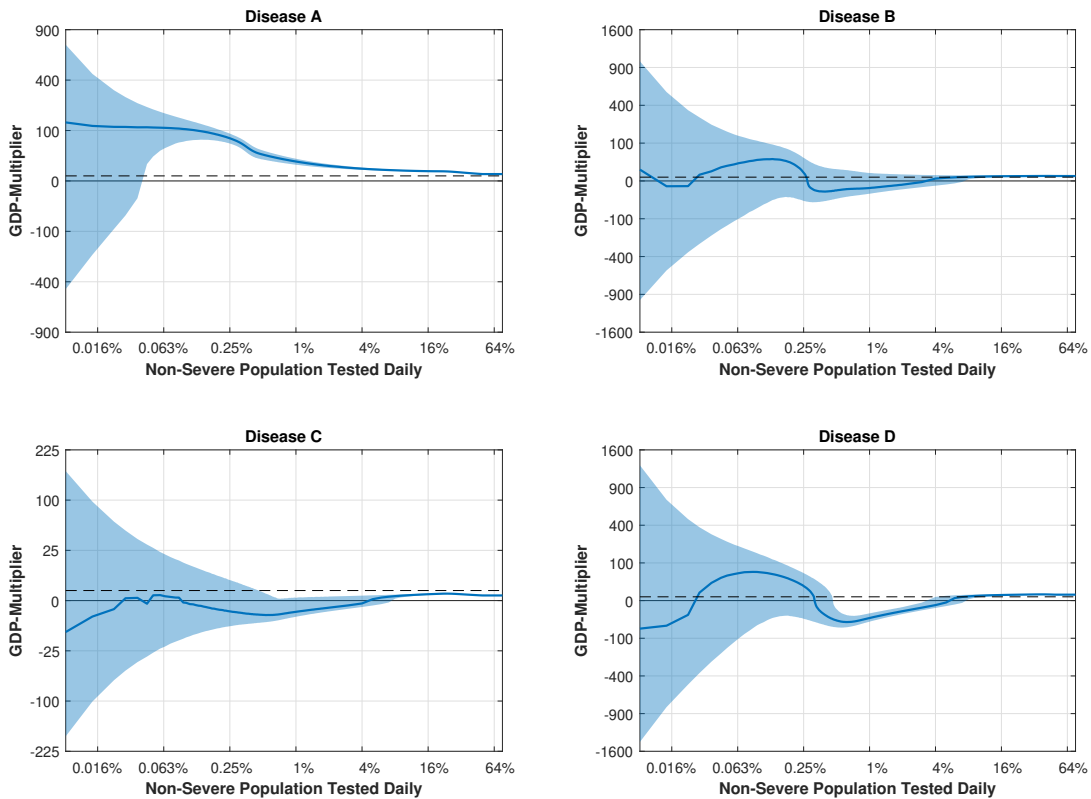 Disease A
900
400
100
0
-100
-400
-900
GDP-Multiplier
0.016% 0.063% 0.25% 1% 4% 16% 64%
Non-Severe Population Tested Daily
Disease B
1600
900
400
100
0
-100
-400
-900
-1600
GDP-Multiplier
0.016% 0.063% 0.25% 1% 4% 16% 64%
Non-Severe Population Tested Daily
Disease C
225
100
25
0
-25
-100
-225
GDP-Multiplier
0.016% 0.063% 0.25% 1% 4% 16% 64%
Non-Severe Population Tested Daily
Disease D
1600
900
400
100
0
-100
-400
-900
-1600
GDP-Multiplier
0.016% 0.063% 0.25% 1% 4% 16% 64%
Non-Severe Population Tested Daily